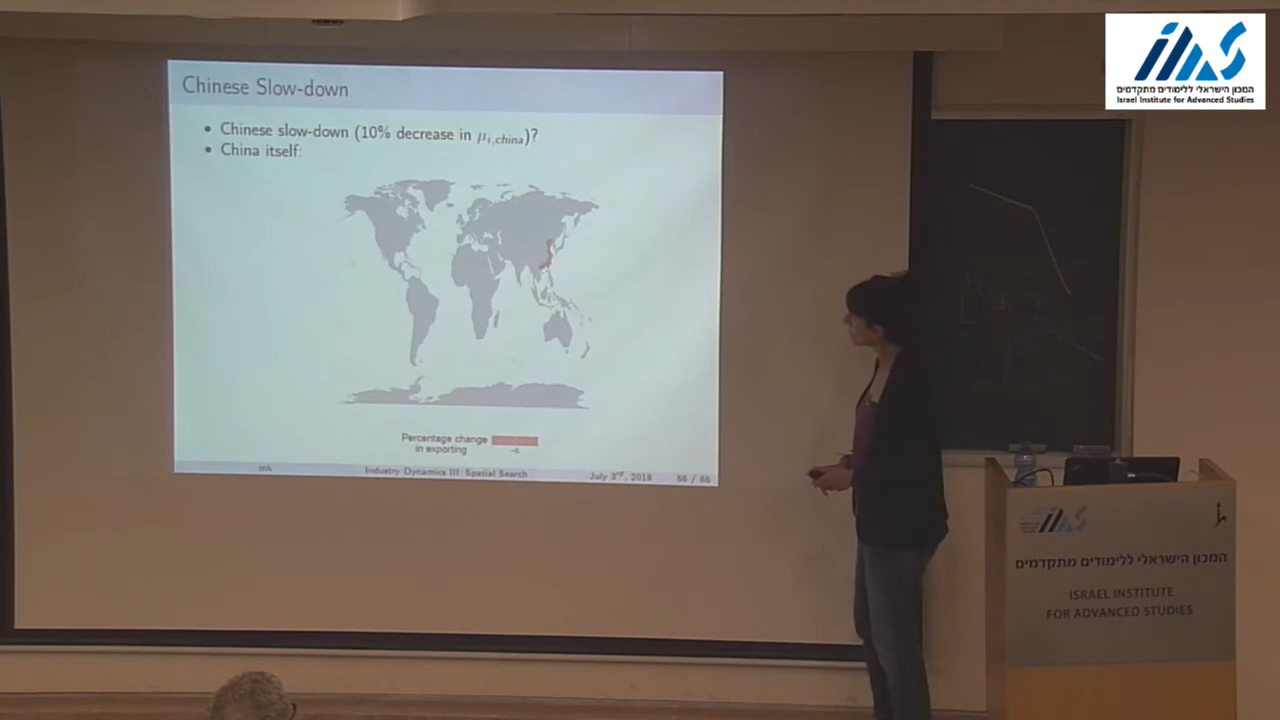 המכון הישראלי ללימודים מתקדמים
Israel Institute for Advanced Studies
Chinese Slow-down
• Chinese slow-down (10% decrease in μi,china)?
• China itself:
Percentage change
in exporting
-6
mk
Industry Dynamics III: Spatial Search
July 3rd, 2018
56 / 65
המכון הישראלי ללימודים מתקדמים
ISRAEL INSTITUTE
FOR ADVANCED STUDIES